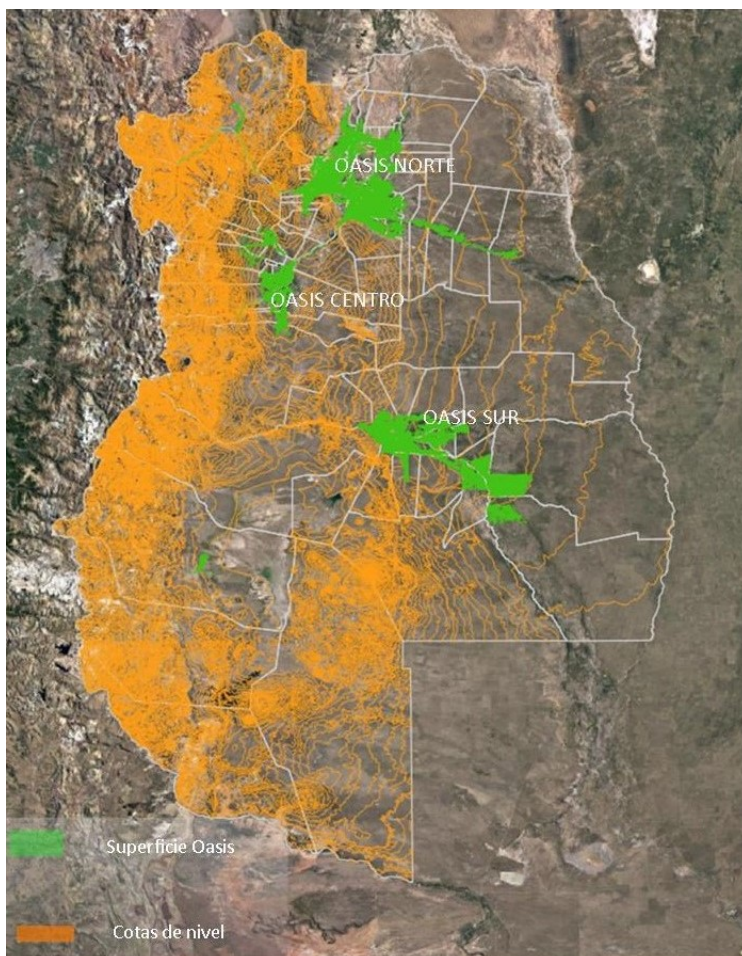 OASIS NORTE
OASIS CENTRO
OASIS SUR
Superficie Oasis
Cotas de nivel